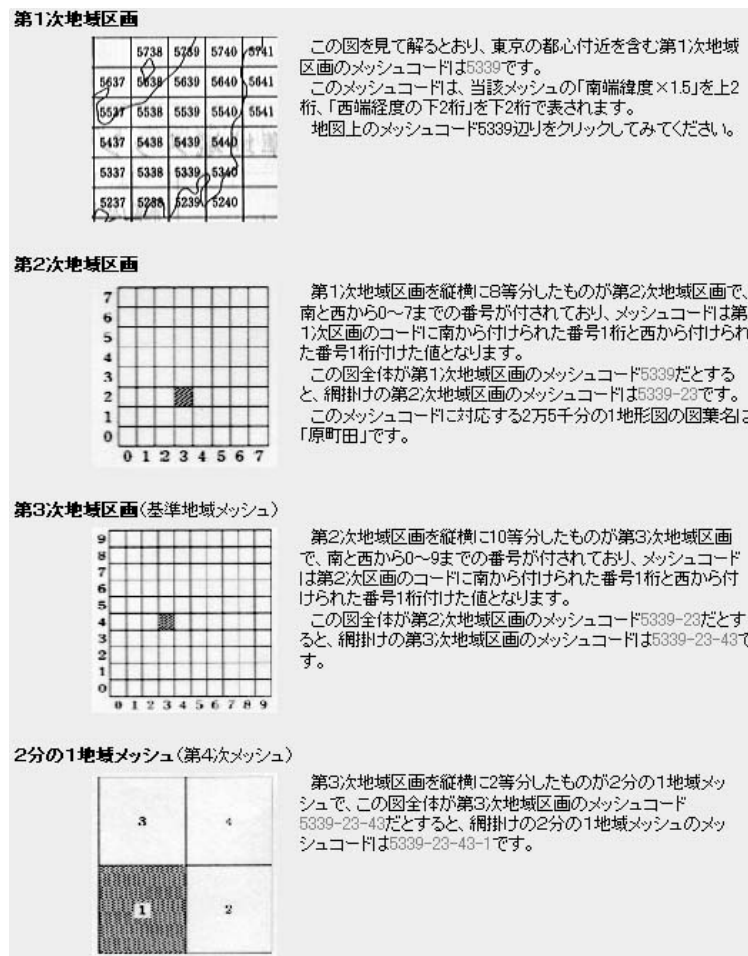 第1次地域区画
5738 5739 5740 5741
5637 5638 5639 5640 5641
5537 5538 5539 5540 5541
5437 5438 5439 5440
5337 5338 5339 5340
5237 5238 5239 5240
この図を見て解るとおり、東京の都心付近を含む第1次地域
区画のメッシュコードは5339です。
このメッシュコードは、当該メッシュの「南端緯度×1.5」を上2
桁、「西端経度の下2桁」を下2桁で表されます。
地図上のメッシュコード5339辺りをクリックしてみてください。
第2次地域区画
7
6
5
4
3
2
1
0
0 1 2 3 4 5 6 7
第1次地域区画を縦横に8等分したものが第2次地域区画で、
南と西から0～7までの番号が付されており、メッシュコードは第
1次区画のコードに南から付けられた番号1桁と西から付けられ
た番号1桁付けた値となります。
この図全体が第1次地域区画のメッシュコード5339だとする
と、網掛けの第2次地域区画のメッシュコードは5339-23です。
このメッシュコードに対応する2万5千分の1地形図の図葉名は
「原町田」です。
第3次地域区画(基準地域メッシュ)
9
8
7
6
5
4
3
2
1
0
0 1 2 3 4 5 6 7 8 9
第2次地域区画を縦横に10等分したものが第3次地域区画
で、南と西から0～9までの番号が付されており、メッシュコード
は第2次区画のコードに南から付けられた番号1桁と西から付
けられた番号1桁付けた値となります。
この図全体が第2次地域区画のメッシュコード5339-23だとす
ると、網掛けの第3次地域区画のメッシュコードは5339-23-43で
す。
2分の1地域メッシュ(第4次メッシュ)
3 4
1 2
第3次地域区画を縦横に2等分したものが2分の1地域メッ
シュで、この図全体が第3次地域区画のメッシュコード
5339-23-43だとすると、網掛けの2分の1地域メッシュのメッ
シュコードは5339-23-43-1です。